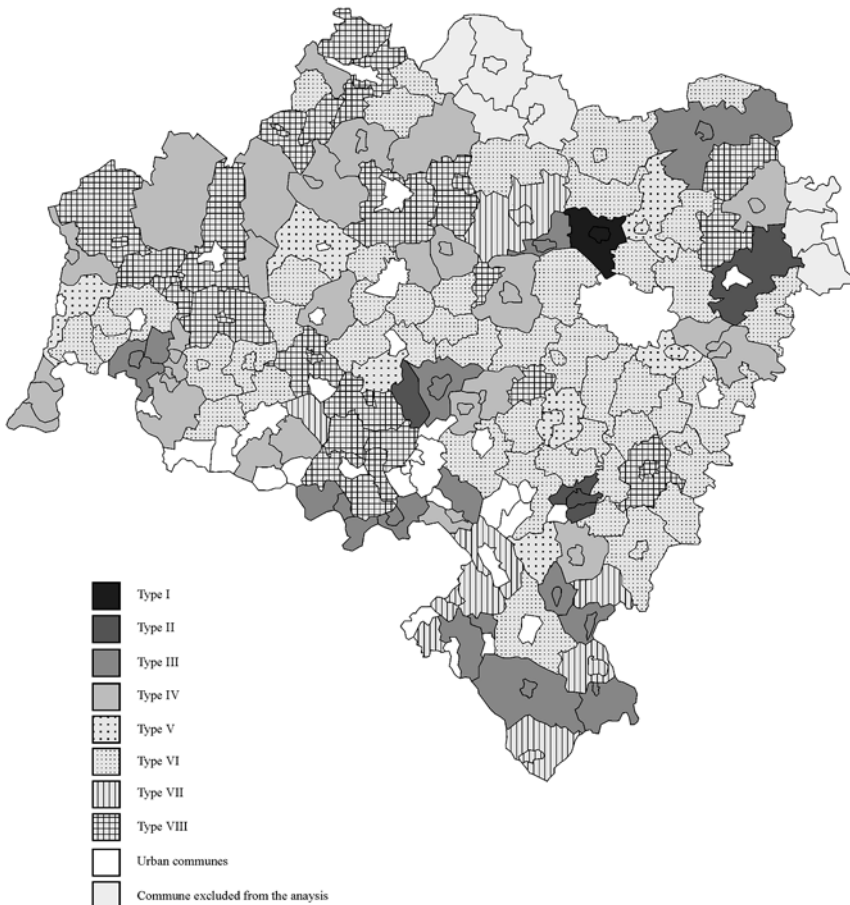 Type I
Type II
Type III
Type IV
Type V
Type VI
Type VII
Type VIII
Urban communes
Commune excluded from the anaysis